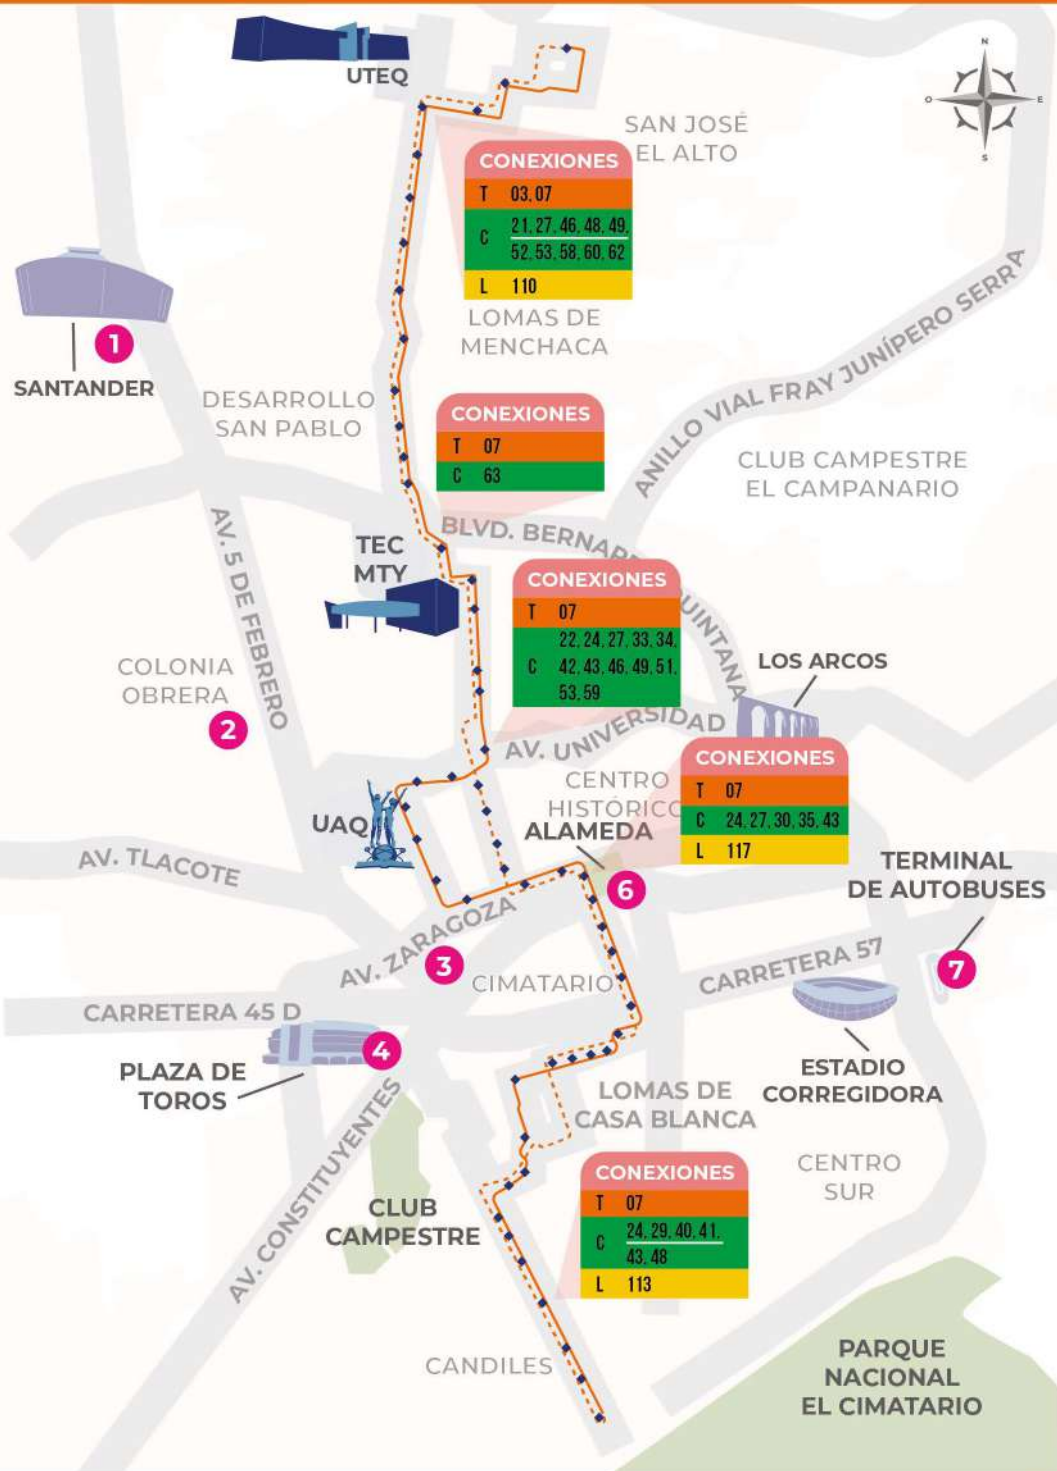 N
O
E
S
UTEQ
SAN JOSÉ
EL ALTO
CONEXIONES
T 03, 07
C 21, 27, 46, 48, 49,
52, 53, 58, 60, 62
L 110
LOMAS DE
MENCHACA
ANILLO VIAL FRAY JUNÍPERO SERRA
1
SANTANDER
DESARROLLO
SAN PABLO
CONEXIONES
T 07
C 63
CLUB CAMPESTRE
EL CAMPANARIO
AV. 5 DE FEBRERO
TEC
MTY
BLVD. BERNAR
UINTANA
CONEXIONES
T 07
C 22, 24, 27, 33, 34,
42, 43, 46, 49, 51,
53, 59
COLONIA
OBRERA
2
LOS ARCOS
AV. UNIVERSIDAD
CENTRO
HISTÓRICO
CONEXIONES
T 07
C 24, 27, 30, 35, 43
L 117
UAQ
ALAMEDA
6
AV. TLACOTE
TERMINAL
DE AUTOBUSES
7
AV. ZARAGOZA
3
CIMATARIO
CARRETERA 57
CARRETERA 45 D
4
PLAZA DE
TOROS
ESTADIO
CORREGIDORA
LOMAS DE
CASA BLANCA
AV. CONSTITUYENTES
CENTRO
SUR
CLUB
CAMPESTRE
CONEXIONES
T 07
C 24, 29, 40, 41,
43, 48
L 113
CANDILES
PARQUE
NACIONAL
EL CIMATARIO